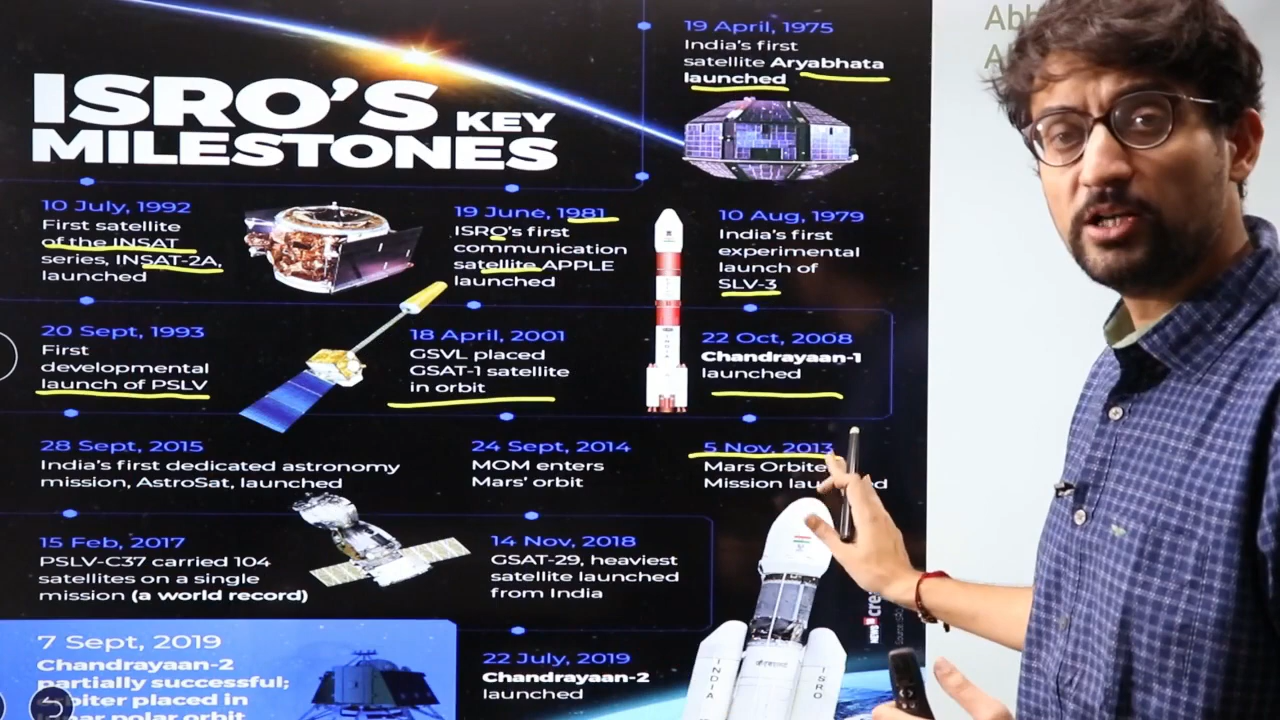 ISRO'S KEY
MILESTONES
19 April, 1975
India's first
satellite Aryabhata
launched
10 July, 1992
First satellite
of the INSAT
series, INSAT-2A,
launched
19 June, 1981
ISRO's first
communication
satellite APPLE
launched
10 Aug, 1979
India's first
experimental
launch of
SLV-3
20 Sept, 1993
First
developmental
launch of PSLV
18 April, 2001
GSVL placed
GSAT-1 satellite
in orbit
22 Oct, 2008
Chandrayaan-1
launched
28 Sept, 2015
India's first dedicated astronomy
mission, AstroSat, launched
24 Sept, 2014
MOM enters
Mars' orbit
5 Nov, 2013
Mars
Mission
15 Feb, 2017
PSLV-C37 carried 104
satellites on a single
mission (a world record)
14 Nov, 2018
GSAT-29, heaviest
satellite launched
from India
7 Sept, 2019
Chandrayaan-2
partially successful;
placed in
polar orbit
22 July, 2019
Chandrayaan-2
launched
INDIA
INDIA
ISRO
NEWS18